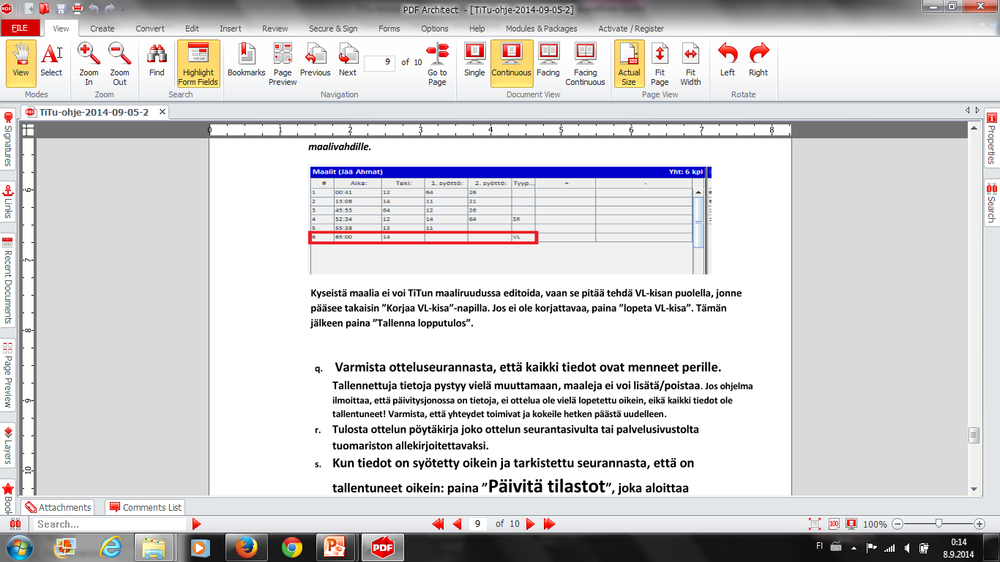 PDF Architect - [TiTu-ohje-2014-09-05-2]
FILE View Create Convert Edit Insert Review Secure & Sign Forms Options Help Modules & Packages Activate / Register
View Select Zoom In Zoom Out Find Highlight Form Fields Bookmarks Page Preview Previous Next 9 of 10 Go to Page Single Continuous Facing Facing Continuous Actual Size Fit Page Fit Width Left Right
Modes Zoom Search Navigation Document View Page View Rotate
TiTu-ohje-2014-09-05-2
0 1 2 3 4 5 6 7 8
Signatures
Links
Recent Documents
Page Preview
Layers
Book
6
7
8
9
10
Properties
Search
maalivahdille.
Maalit (Jää Ahmat) Yht: 6 kpl
# Aika: Teki: 1. syöttö: 2. syöttö: Tyyp... + -
1 00:41 12 64 26
2 15:08 14 11 21
3 45:53 64 12 26
4 52:34 12 14 64 SR
5 55:38 13 11
6 65:00 14 VL
Kyseistä maalia ei voi TiTun maaliruudussa editoida, vaan se pitää tehdä VL-kisan puolella, jonne
pääsee takaisin ”Korjaa VL-kisa”-napilla. Jos ei ole korjattavaa, paina ”lopeta VL-kisa”. Tämän
jälkeen paina ”Tallenna lopputulos”.
q. Varmista otteluseurannasta, että kaikki tiedot ovat menneet perille.
Tallennettuja tietoja pystyy vielä muuttamaan, maaleja ei voi lisätä/poistaa. Jos ohjelma
ilmoittaa, että päivitysjonossa on tietoja, ei ottelua ole vielä lopetettu oikein, eikä kaikki tiedot ole
tallentuneet! Varmista, että yhteydet toimivat ja kokeile hetken päästä uudelleen.
r. Tulosta ottelun pöytäkirja joko ottelun seurantasivulta tai palvelusivustolta
tuomariston allekirjoitettavaksi.
s. Kun tiedot on syötetty oikein ja tarkistettu seurannasta, että on
tallentuneet oikein: paina ”Päivitä tilastot”, joka aloittaa
Attachments Comments List
Search... 9 of 10 100 100%
FI 0:14
8.9.2014